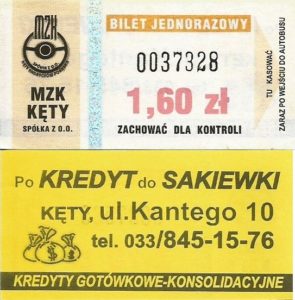 MZK
MZK
KĘTY
SPÓŁKA Z O.O.
BILET JEDNORAZOWY
0037328
1,60 zł
ZACHOWAĆ DLA KONTROLI
TU KASOWAĆ
ZARAZ PO WEJŚCIU DO AUTOBUSU
Po KREDYT do SAKIEWKI
KĘTY, ul.Kantego 10
tel. 033/845-15-76
KREDYTY GOTÓWKOWE-KONSOLIDACYJNE